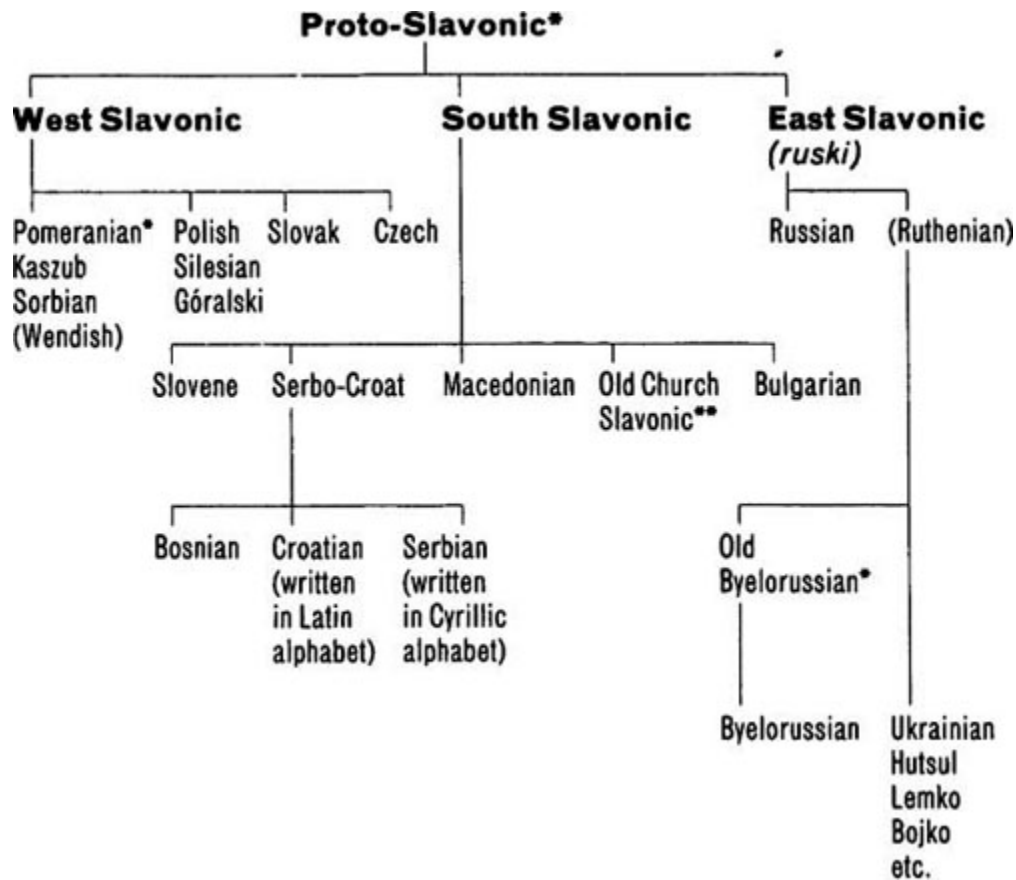 Proto-Slavonic*
West Slavonic
South Slavonic
East Slavonic
(ruski)
Pomeranian*
Kaszub
Sorbian
(Wendish)
Polish
Silesian
Góralski
Slovak
Czech
Russian
(Ruthenian)
Slovene
Serbo-Croat
Macedonian
Old Church
Slavonic**
Bulgarian
Bosnian
Croatian
(written
in Latin
alphabet)
Serbian
(written
in Cyrillic
alphabet)
Old
Byelorussian*
Byelorussian
Ukrainian
Hutsul
Lemko
Bojko
etc.